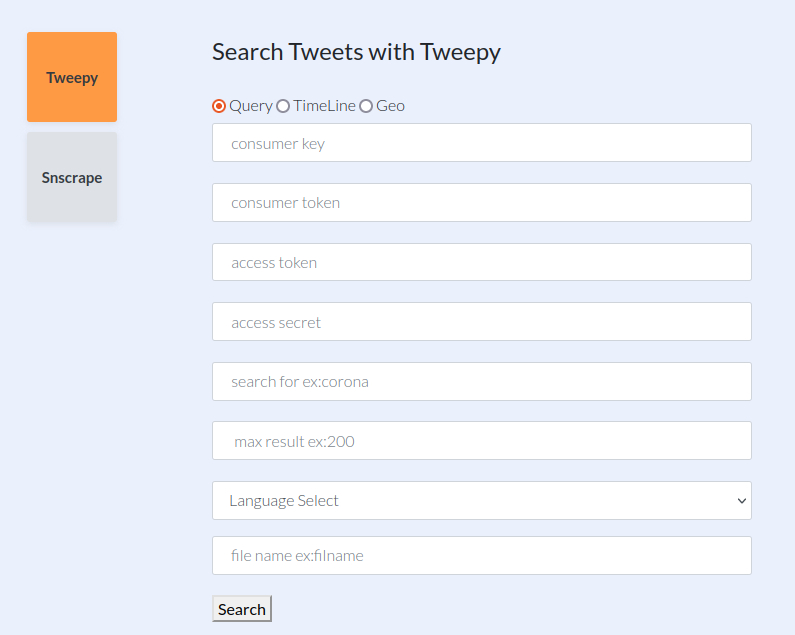 Tweepy
Snscrape
Search Tweets with Tweepy
Query TimeLine Geo
consumer key
consumer token
access token
access secret
search for ex:corona
max result ex:200
Language Select
file name ex:filname
Search